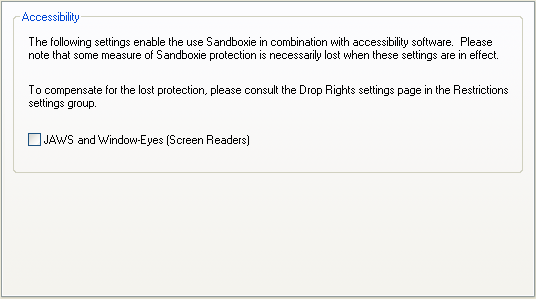 Accessibility
The following settings enable the use Sandboxie in combination with accessibility software.  Please
note that some measure of Sandboxie protection is necessarily lost when these settings are in effect.
To compensate for the lost protection, please consult the Drop Rights settings page in the Restrictions
settings group.
JAWS and Window-Eyes (Screen Readers)